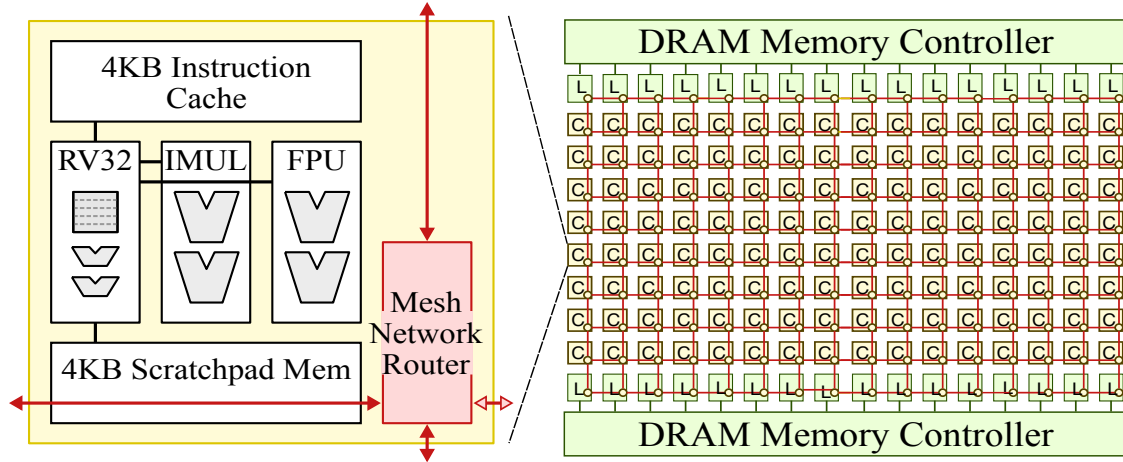 4KB Instruction
Cache
RV32 IMUL FPU
Mesh
Network
Router
4KB Scratchpad Mem
DRAM Memory Controller
L L L L L L L L L L L L L L L L
C C C C C C C C C C C C C C C C
C C C C C C C C C C C C C C C C
C C C C C C C C C C C C C C C C
C C C C C C C C C C C C C C C C
C C C C C C C C C C C C C C C C
C C C C C C C C C C C C C C C C
C C C C C C C C C C C C C C C C
C C C C C C C C C C C C C C C C
L L L L L L L L L L L L L L L L
DRAM Memory Controller